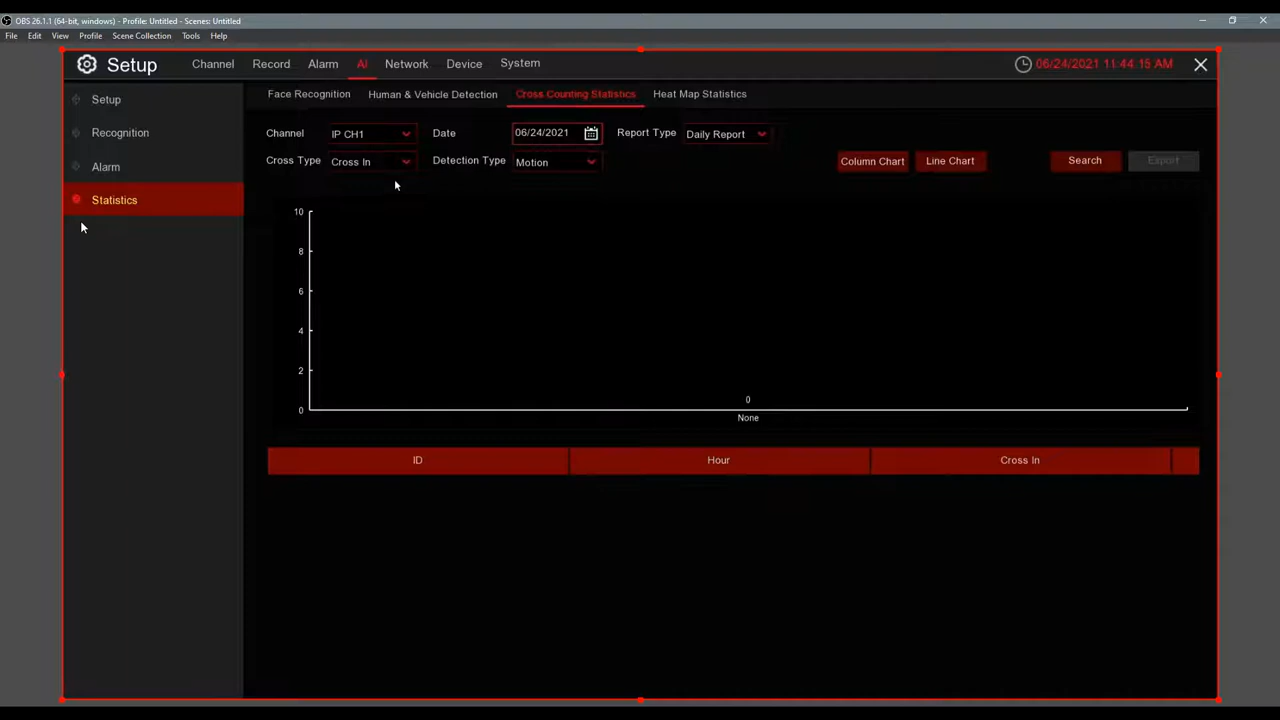 OBS 26.1.1 (64-bit, windows) - Profile: Untitled - Scenes: Untitled
File Edit View Profile Scene Collection Tools Help
Setup Channel Record Alarm AI Network Device System 06/24/2021 11:44:15 AM
Setup
Recognition
Alarm
Statistics
Face Recognition Human & Vehicle Detection Cross Counting Statistics Heat Map Statistics
Channel IP CH1 Date 06/24/2021 Report Type Daily Report
Cross Type Cross In Detection Type Motion Column Chart Line Chart Search Export
10
8
6
4
2
0
0
None
ID Hour Cross In